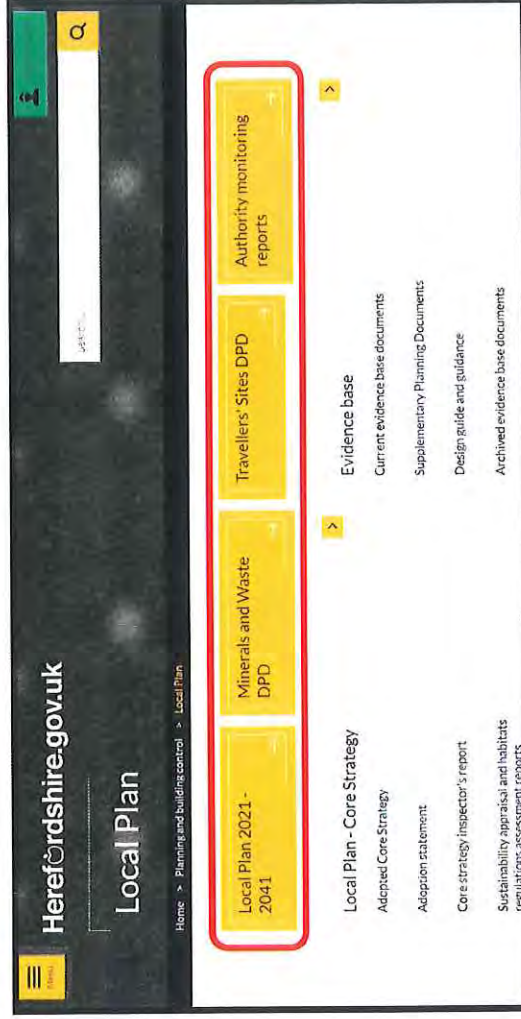 Menu
Herefordshire.gov.uk
Search...
Local Plan
Home > Planning and building control > Local Plan
Local Plan 2021 -
2041
Minerals and Waste
DPD
Travellers' Sites DPD
Authority monitoring
reports
Local Plan - Core Strategy
Adopted Core Strategy
Adoption statement
Core strategy inspector's report
Sustainability appraisal and habitats
regulations assessment reports
Evidence base
Current evidence base documents
Supplementary Planning Documents
Design guide and guidance
Archived evidence base documents